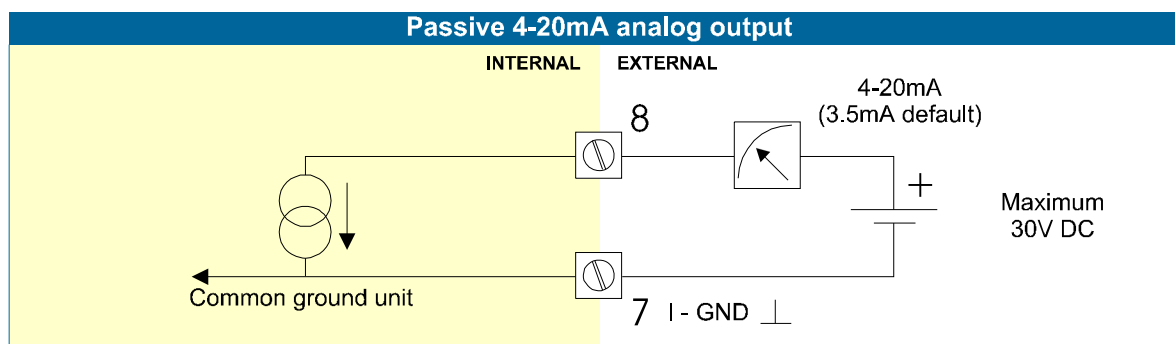 Passive 4-20mA analog output
INTERNAL EXTERNAL
4-20mA
(3.5mA default)
8
+
Maximum
30V DC
Common ground unit
7 I - GND ⊥